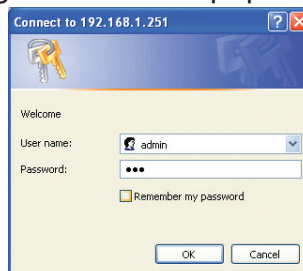 Connect to 192.168.1.251
Welcome
User name:
admin
Password:
•••
Remember my password
OK
Cancel